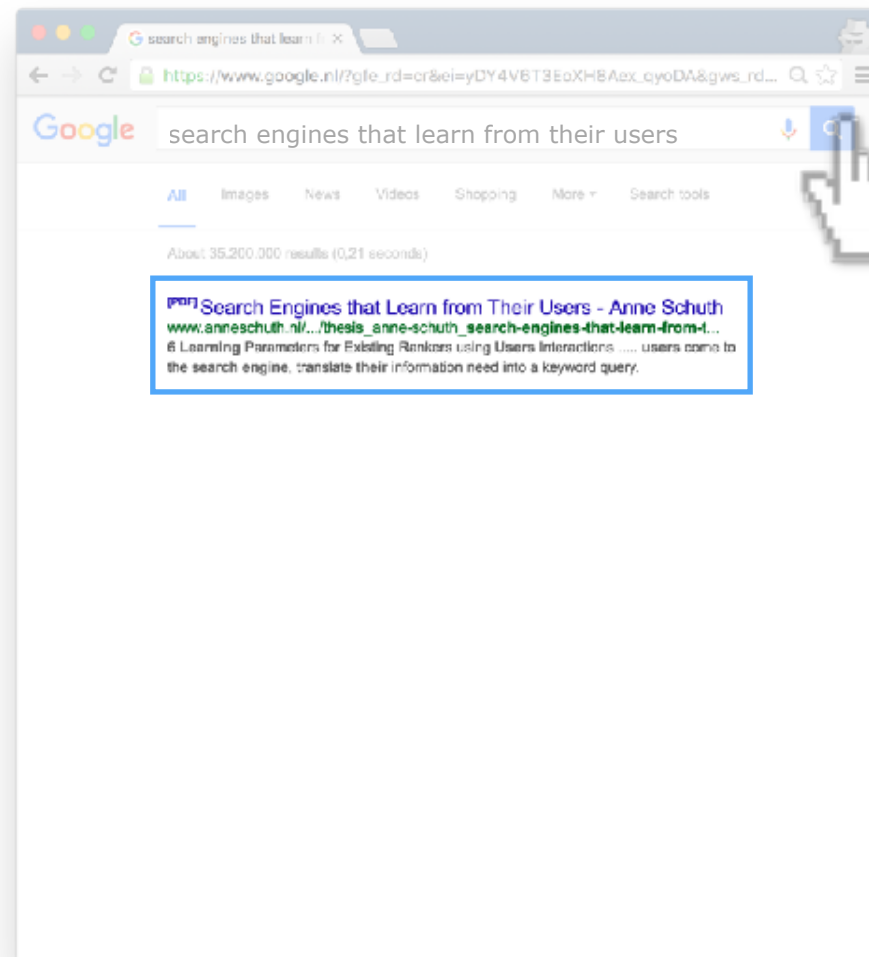 search engines that learn f
https://www.google.nl/?gfe_rd=cr&ei=yDY4V6T3EoXH8Aex_qyoDA&gws_rd...
Google search engines that learn from their users
All Images News Videos Shopping More Search tools
About 35.200.000 results (0,21 seconds)
[PDF] Search Engines that Learn from Their Users - Anne Schuth
www.anneschuth.nl/.../thesis_anne-schuth_search-engines-that-learn-from-t...
6 Learning Parameters for Existing Rankers using Users Interactions ..... users come to
the search engine, translate their information need into a keyword query.